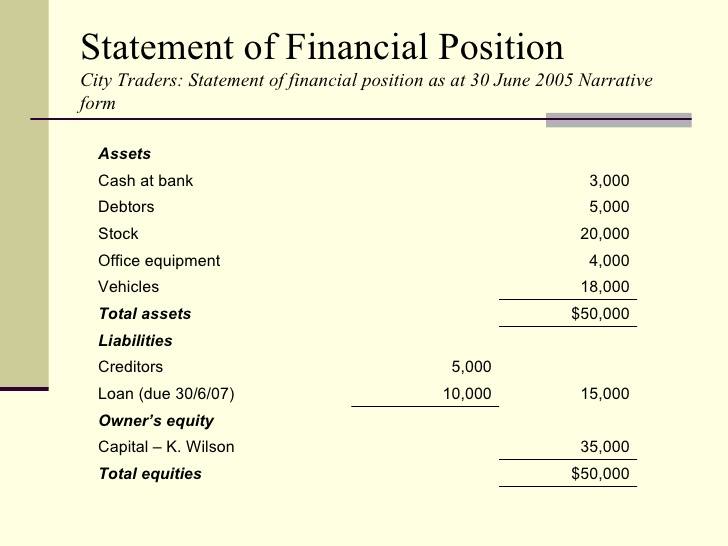 Statement of Financial Position
City Traders: Statement of financial position as at 30 June 2005 Narrative
form
Assets
Cash at bank 3,000
Debtors 5,000
Stock 20,000
Office equipment 4,000
Vehicles 18,000
Total assets $50,000
Liabilities
Creditors 5,000
Loan (due 30/6/07) 10,000 15,000
Owner’s equity
Capital – K. Wilson 35,000
Total equities $50,000